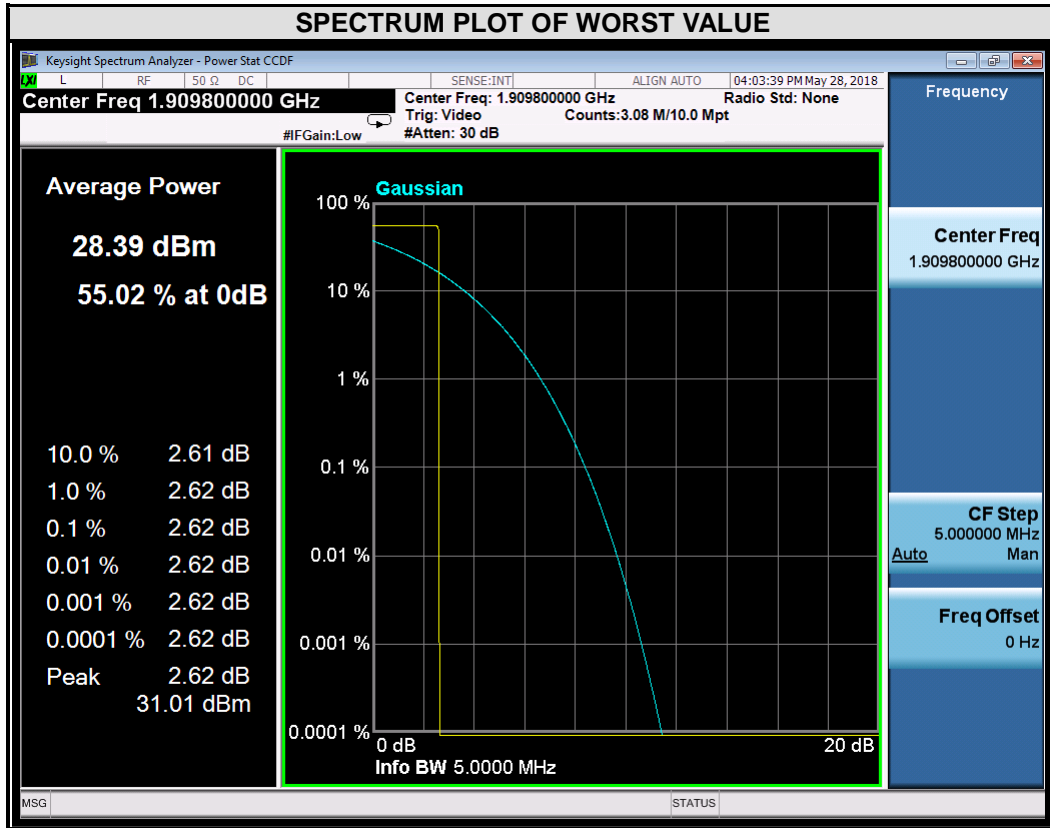 SPECTRUM PLOT OF WORST VALUE
Keysight Spectrum Analyzer - Power Stat CCDF
LXI L RF 50 Ω DC SENSE:INT ALIGN AUTO 04:03:39 PM May 28, 2018
Center Freq 1.909800000 GHz
Center Freq: 1.909800000 GHz Radio Std: None
Trig: Video Counts:3.08 M/10.0 Mpt
#IFGain:Low #Atten: 30 dB
Frequency
Average Power
28.39 dBm
55.02 % at 0dB
10.0 % 2.61 dB
1.0 % 2.62 dB
0.1 % 2.62 dB
0.01 % 2.62 dB
0.001 % 2.62 dB
0.0001 % 2.62 dB
Peak 2.62 dB
31.01 dBm
Gaussian
100 %
10 %
1 %
0.1 %
0.01 %
0.001 %
0.0001 %
0 dB 20 dB
Info BW 5.0000 MHz
Center Freq
1.909800000 GHz
CF Step
5.000000 MHz
Auto Man
Freq Offset
0 Hz
MSG STATUS